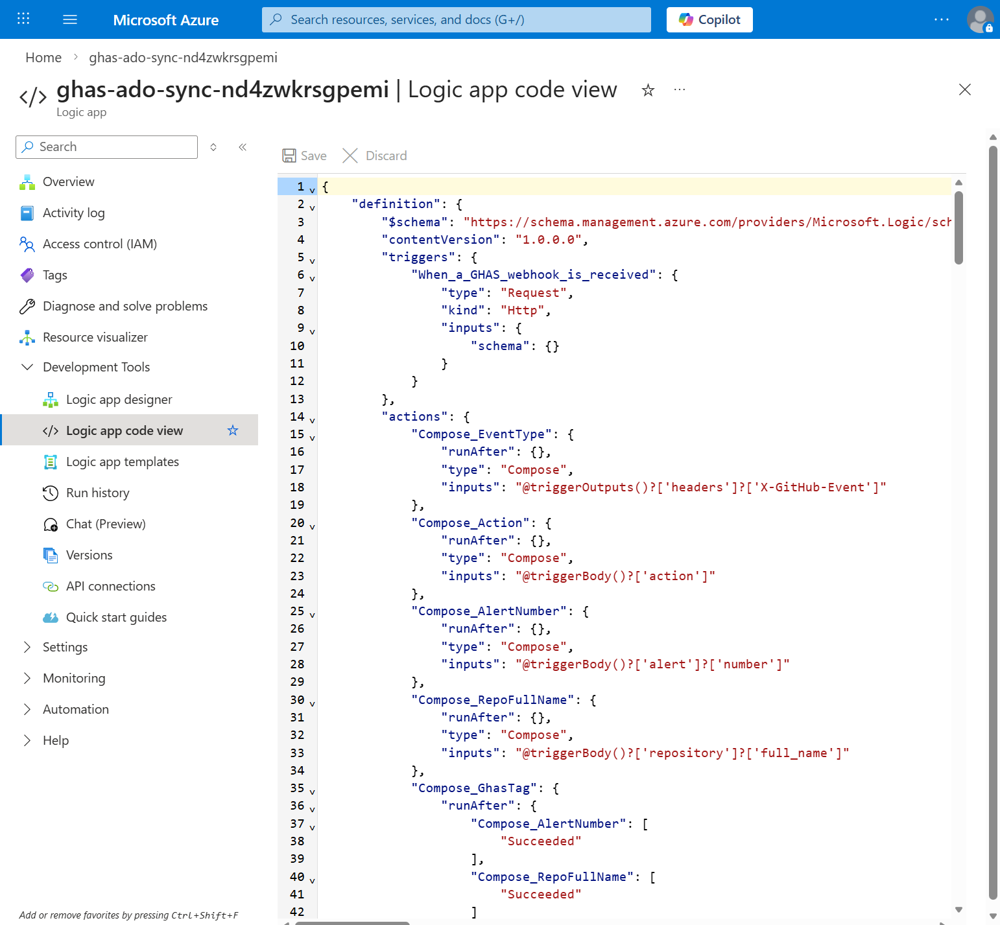 Microsoft Azure
Search resources, services, and docs (G+/)
Copilot
Home > ghas-ado-sync-nd4zwkrsgpemi
</> ghas-ado-sync-nd4zwkrsgpemi | Logic app code view
Logic app
Search
Overview
Activity log
Access control (IAM)
Tags
Diagnose and solve problems
Resource visualizer
Development Tools
Logic app designer
</> Logic app code view
Logic app templates
Run history
Chat (Preview)
Versions
API connections
Quick start guides
Settings
Monitoring
Automation
Help
Add or remove favorites by pressing Ctrl+Shift+F
Save Discard
1 {
2 "definition": {
3 "$schema": "https://schema.management.azure.com/providers/Microsoft.Logic/sch
4 "contentVersion": "1.0.0.0",
5 "triggers": {
6 "When_a_GHAS_webhook_is_received": {
7 "type": "Request",
8 "kind": "Http",
9 "inputs": {
10 "schema": {}
11 }
12 }
13 },
14 "actions": {
15 "Compose_EventType": {
16 "runAfter": {},
17 "type": "Compose",
18 "inputs": "@triggerOutputs()?['headers']?['X-GitHub-Event']"
19 },
20 "Compose_Action": {
21 "runAfter": {},
22 "type": "Compose",
23 "inputs": "@triggerBody()?['action']"
24 },
25 "Compose_AlertNumber": {
26 "runAfter": {},
27 "type": "Compose",
28 "inputs": "@triggerBody()?['alert']?['number']"
29 },
30 "Compose_RepoFullName": {
31 "runAfter": {},
32 "type": "Compose",
33 "inputs": "@triggerBody()?['repository']?['full_name']"
34 },
35 "Compose_GhasTag": {
36 "runAfter": {
37 "Compose_AlertNumber": [
38 "Succeeded"
39 ],
40 "Compose_RepoFullName": [
41 "Succeeded"
42 ]